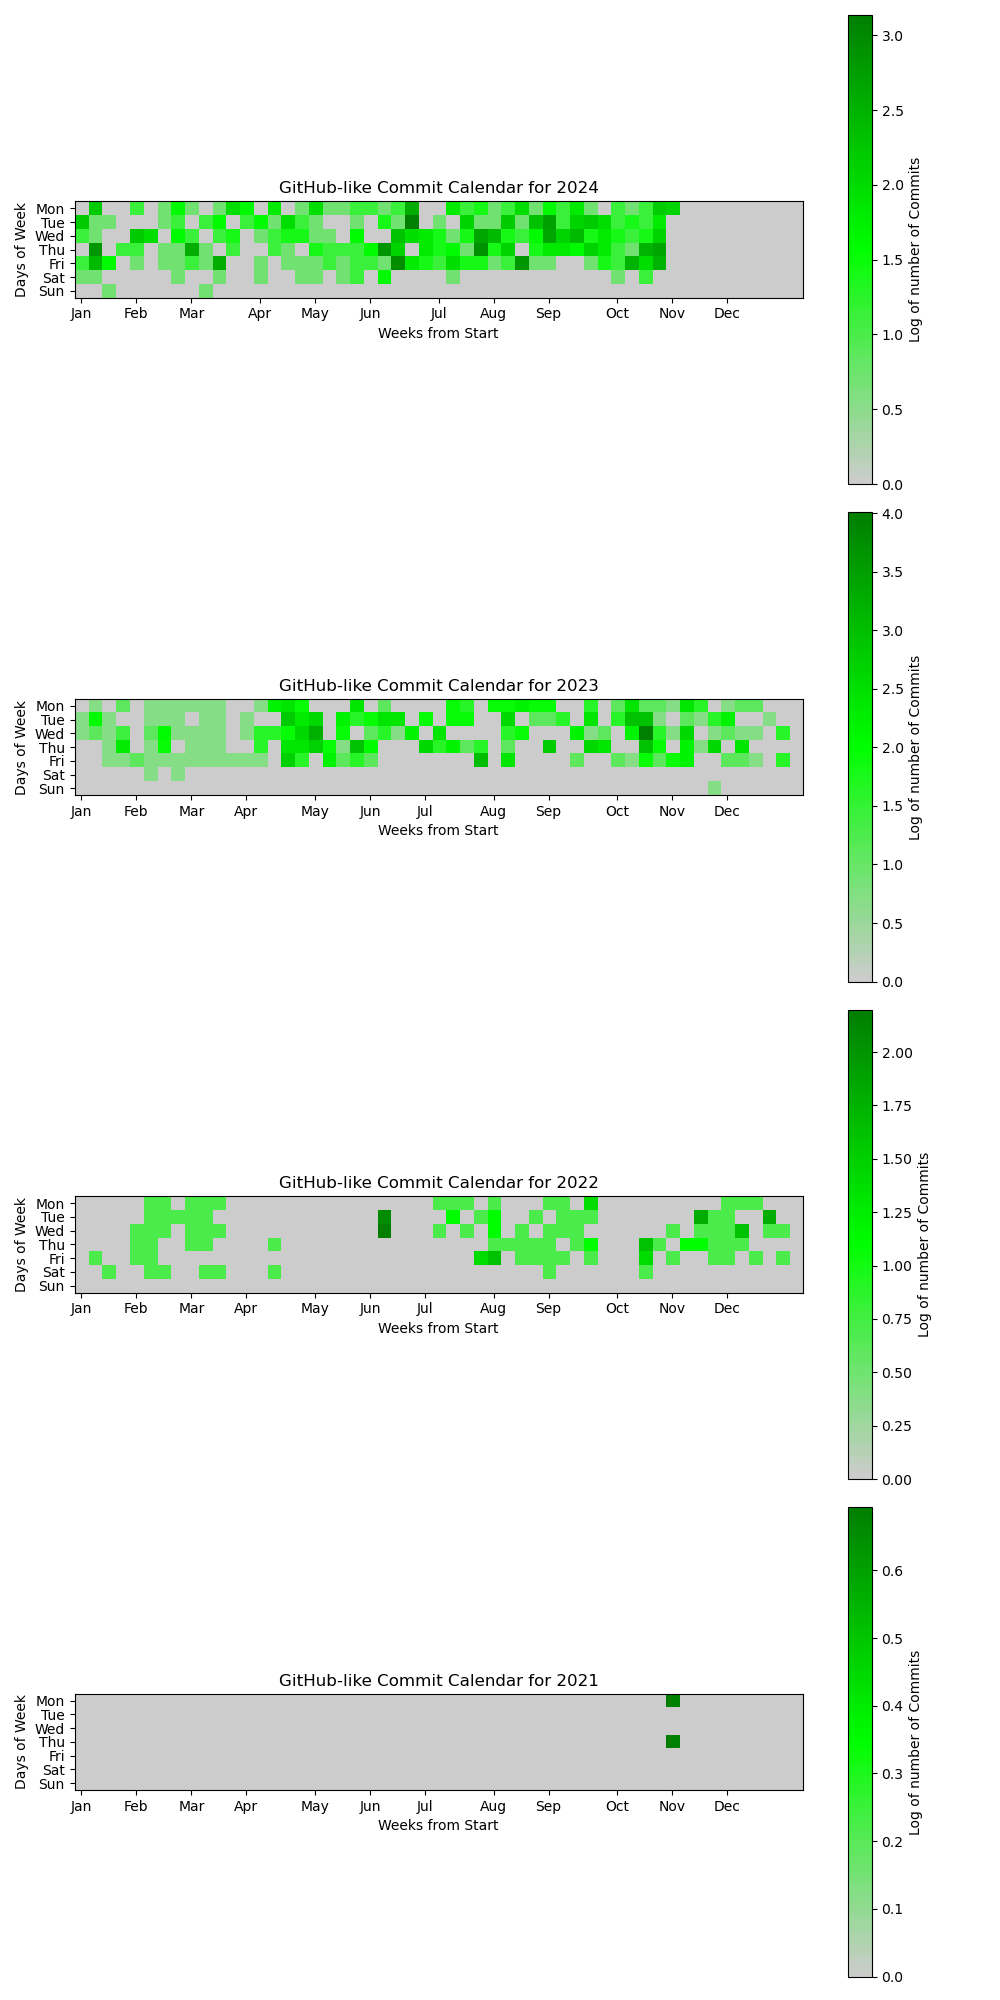 3.0
2.5
2.0
1.5
1.0
0.5
0.0
Log of number of Commits
GitHub-like Commit Calendar for 2024
Days of Week
Mon
Tue
Wed
Thu
Fri
Sat
Sun
Jan Feb Mar Apr May Jun Jul Aug Sep Oct Nov Dec
Weeks from Start
4.0
3.5
3.0
2.5
2.0
1.5
1.0
0.5
0.0
Log of number of Commits
GitHub-like Commit Calendar for 2023
Days of Week
Mon
Tue
Wed
Thu
Fri
Sat
Sun
Jan Feb Mar Apr May Jun Jul Aug Sep Oct Nov Dec
Weeks from Start
2.00
1.75
1.50
1.25
1.00
0.75
0.50
0.25
0.00
Log of number of Commits
GitHub-like Commit Calendar for 2022
Days of Week
Mon
Tue
Wed
Thu
Fri
Sat
Sun
Jan Feb Mar Apr May Jun Jul Aug Sep Oct Nov Dec
Weeks from Start
0.6
0.5
0.4
0.3
0.2
0.1
0.0
Log of number of Commits
GitHub-like Commit Calendar for 2021
Days of Week
Mon
Tue
Wed
Thu
Fri
Sat
Sun
Jan Feb Mar Apr May Jun Jul Aug Sep Oct Nov Dec
Weeks from Start